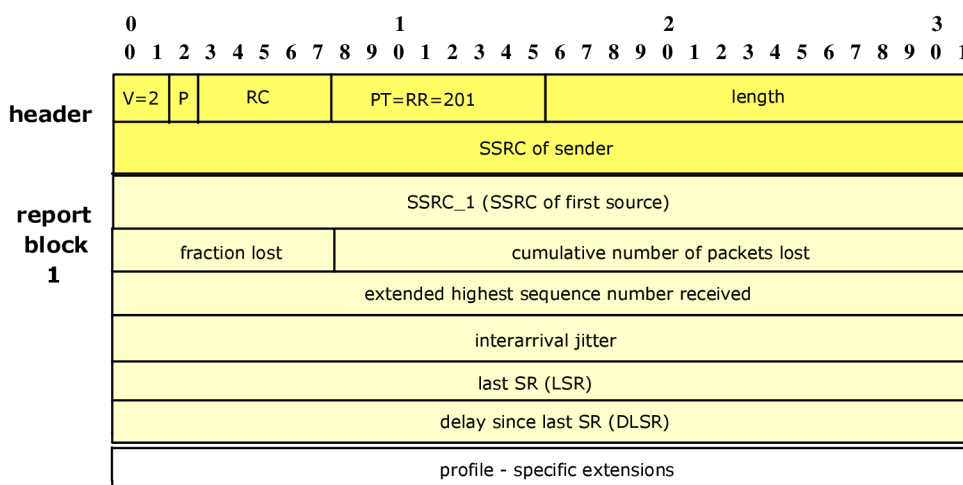 0 1 2 3
0 1 2 3 4 5 6 7 8 9 0 1 2 3 4 5 6 7 8 9 0 1 2 3 4 5 6 7 8 9 0 1
header
V=2 P RC PT=RR=201 length
SSRC of sender
report
block
1
SSRC_1 (SSRC of first source)
fraction lost cumulative number of packets lost
extended highest sequence number received
interarrival jitter
last SR (LSR)
delay since last SR (DLSR)
profile - specific extensions